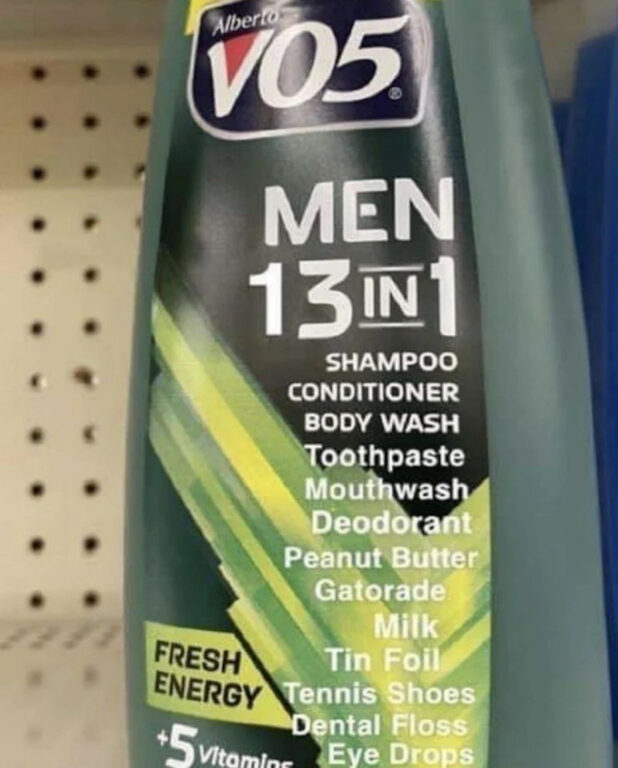 Alberto
VO5®
MEN
13 IN 1
SHAMPOO
CONDITIONER
BODY WASH
Toothpaste
Mouthwash
Deodorant
Peanut Butter
Gatorade
Milk
Tin Foil
FRESH
ENERGY
Tennis Shoes
Dental Floss
Eye Drops
+5 Vitamins